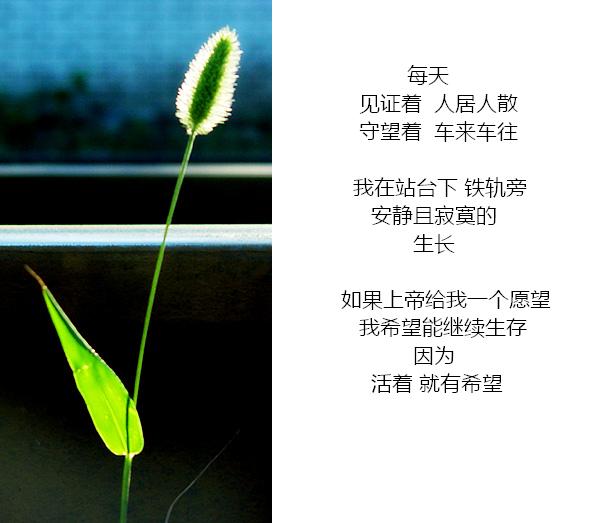 每天
见证着 人居人散
守望着 车来车往
我在站台下 铁轨旁
安静且寂寞的
生长
如果上帝给我一个愿望
我希望能继续生存
因为
活着 就有希望